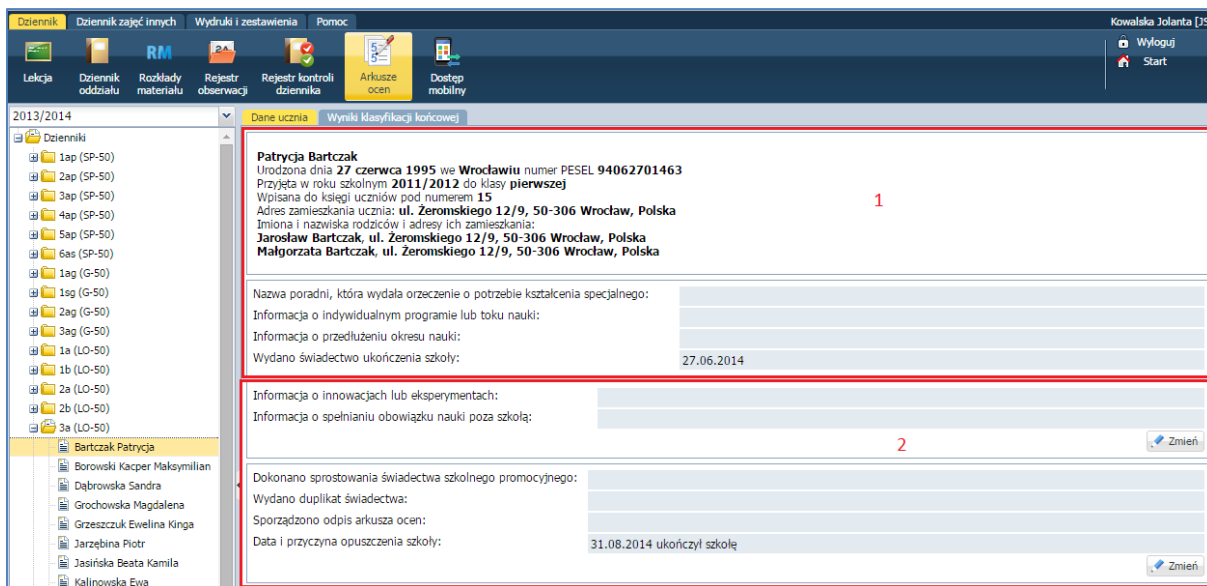 Dziennik Dziennik zajęć innych Wydruki i zestawienia Pomoc
Kowalska Jolanta [JS
Wyloguj
Start
RM
Lekcja Dziennik oddziału Rozkłady materiału Rejestr obserwacji Rejestr kontroli dziennika Arkusze ocen Dostęp mobilny
2013/2014
Dzienniki
1ap (SP-50)
2ap (SP-50)
3ap (SP-50)
4ap (SP-50)
5ap (SP-50)
6as (SP-50)
1ag (G-50)
1sg (G-50)
2ag (G-50)
3ag (G-50)
1a (LO-50)
1b (LO-50)
2a (LO-50)
2b (LO-50)
3a (LO-50)
Bartczak Patrycja
Borowski Kacper Maksymilian
Dąbrowska Sandra
Grochowska Magdalena
Grzeszczuk Ewelina Kinga
Jarzębina Piotr
Jasińska Beata Kamila
Kalinowska Ewa
Dane ucznia Wyniki klasyfikacji końcowej
Patrycja Bartczak
Urodzona dnia 27 czerwca 1995 we Wrocławiu numer PESEL 94062701463
Przyjęta w roku szkolnym 2011/2012 do klasy pierwszej
Wpisana do księgi uczniów pod numerem 15
Adres zamieszkania ucznia: ul. Żeromskiego 12/9, 50-306 Wrocław, Polska
Imiona i nazwiska rodziców i adresy ich zamieszkania:
Jarosław Bartczak, ul. Żeromskiego 12/9, 50-306 Wrocław, Polska
Małgorzata Bartczak, ul. Żeromskiego 12/9, 50-306 Wrocław, Polska
1
Nazwa poradni, która wydała orzeczenie o potrzebie kształcenia specjalnego:
Informacja o indywidualnym programie lub toku nauki:
Informacja o przedłużeniu okresu nauki:
Wydano świadectwo ukończenia szkoły: 27.06.2014
Informacja o innowacjach lub eksperymentach:
Informacja o spełnianiu obowiązku nauki poza szkołą:
2
Zmień
Dokonano sprostowania świadectwa szkolnego promocyjnego:
Wydano duplikat świadectwa:
Sporządzono odpis arkusza ocen:
Data i przyczyna opuszczenia szkoły: 31.08.2014 ukończył szkołę
Zmień